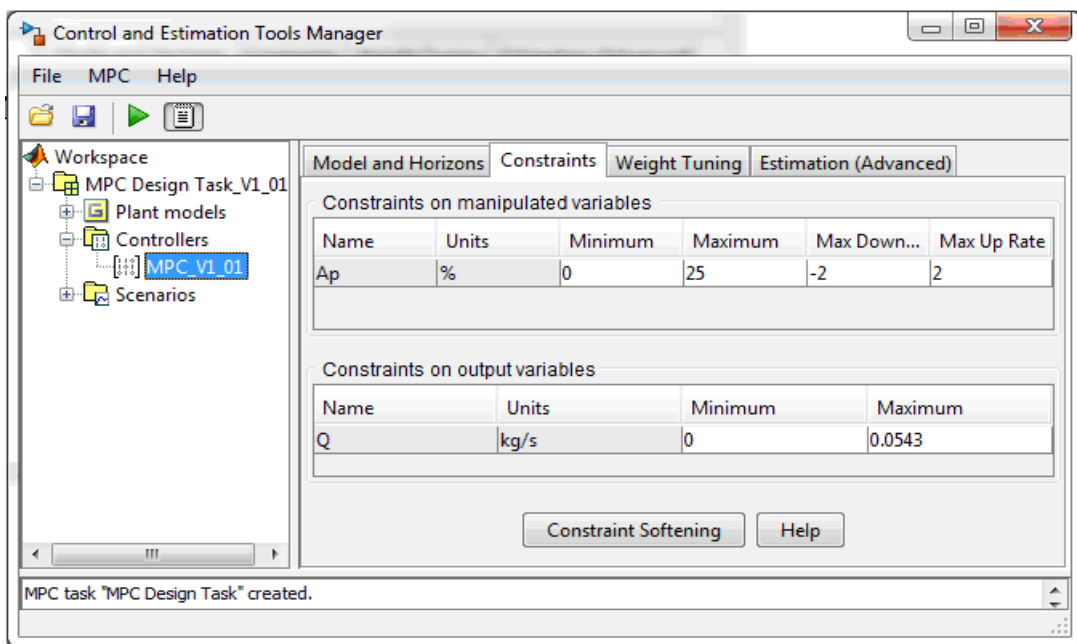 Control and Estimation Tools Manager
File MPC Help
Workspace
MPC Design Task_V1_01
Plant models
Controllers
MPC_V1_01
Scenarios
Model and Horizons Constraints Weight Tuning Estimation (Advanced)
Constraints on manipulated variables
Name Units Minimum Maximum Max Down... Max Up Rate
Ap % 0 25 -2 2
Constraints on output variables
Name Units Minimum Maximum
Q kg/s 0 0.0543
Constraint Softening Help
MPC task "MPC Design Task" created.